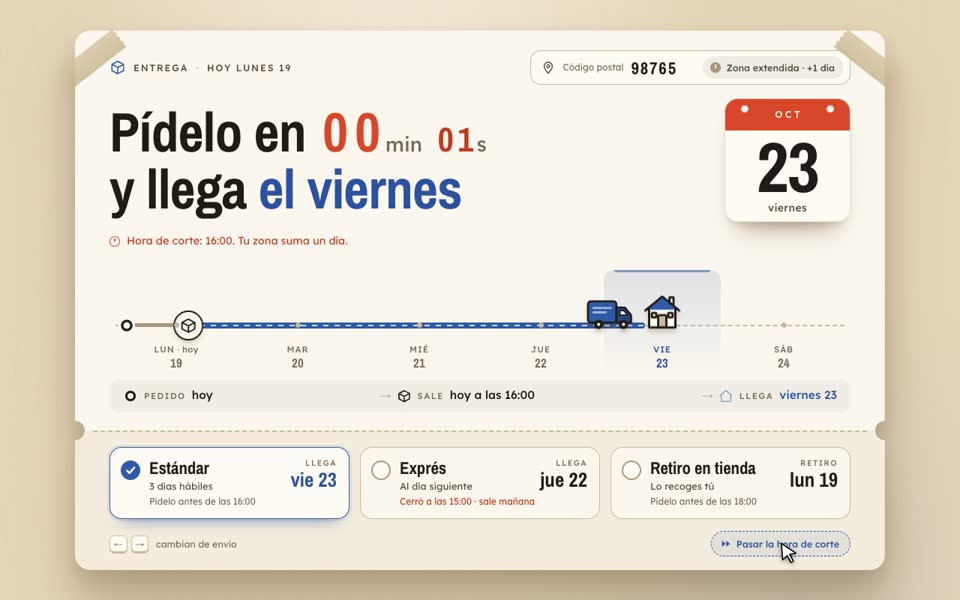 ENTREGA · HOY LUNES 19
Código postal 98765 Zona extendida · +1 día
Pídelo en 00 min 01 s
y llega el viernes
OCT
23
viernes
Hora de corte: 16:00. Tu zona suma un día.
LUN · hoy MAR MIÉ JUE VIE SÁB
19 20 21 22 23 24
PEDIDO hoy → SALE hoy a las 16:00 → LLEGA viernes 23
Estándar LLEGA
3 días hábiles vie 23
Pídelo antes de las 16:00
Exprés LLEGA
Al día siguiente jue 22
Cerró a las 15:00 · sale mañana
Retiro en tienda RETIRO
Lo recoges tú lun 19
Pídelo antes de las 18:00
← → cambian de envío
Pasar la hora de corte